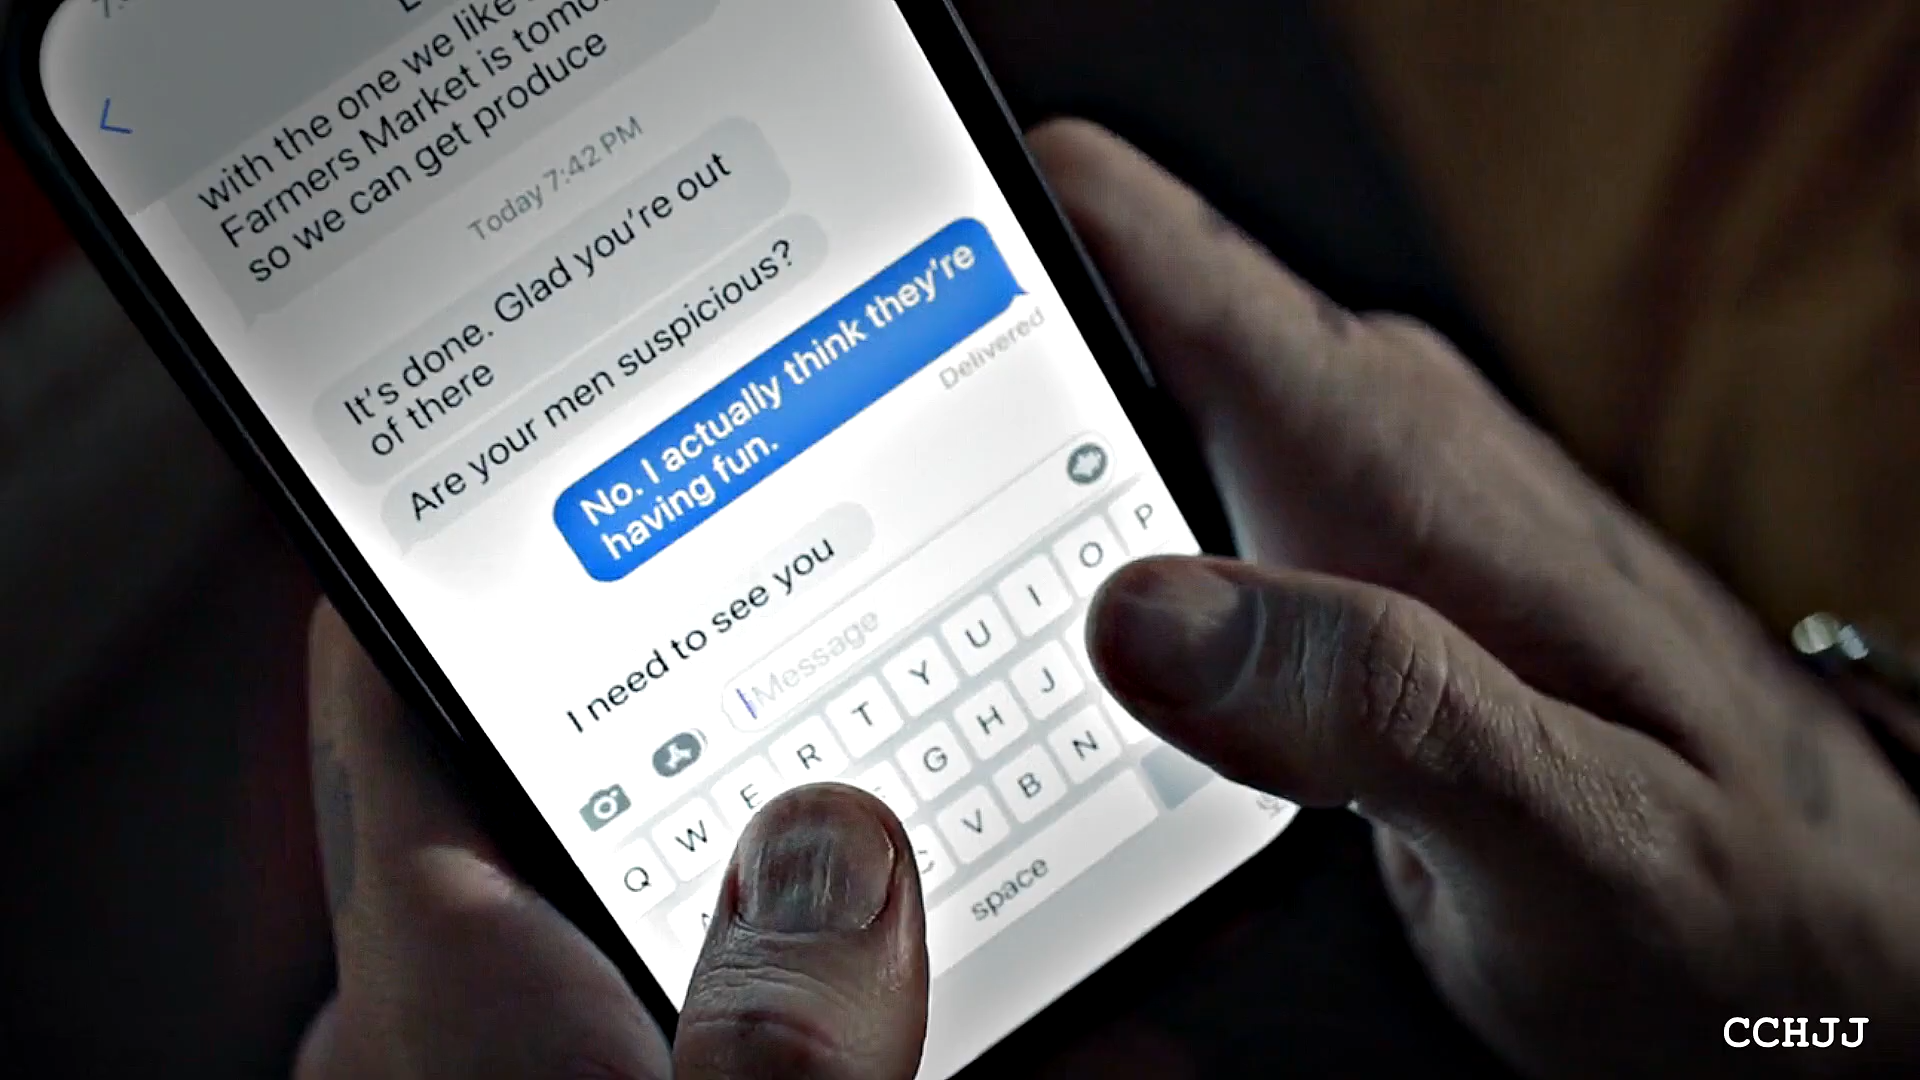 with the one we like
Farmers Market is
so we can get produce
Today 7:42 PM
It's done. Glad you're out
of there
Are your men suspicious?
No. I actually think they're
having fun.
Delivered
I need to see you
Message
Q W E R T Y U I O P
G H J
C V B N
space
CCHJJ